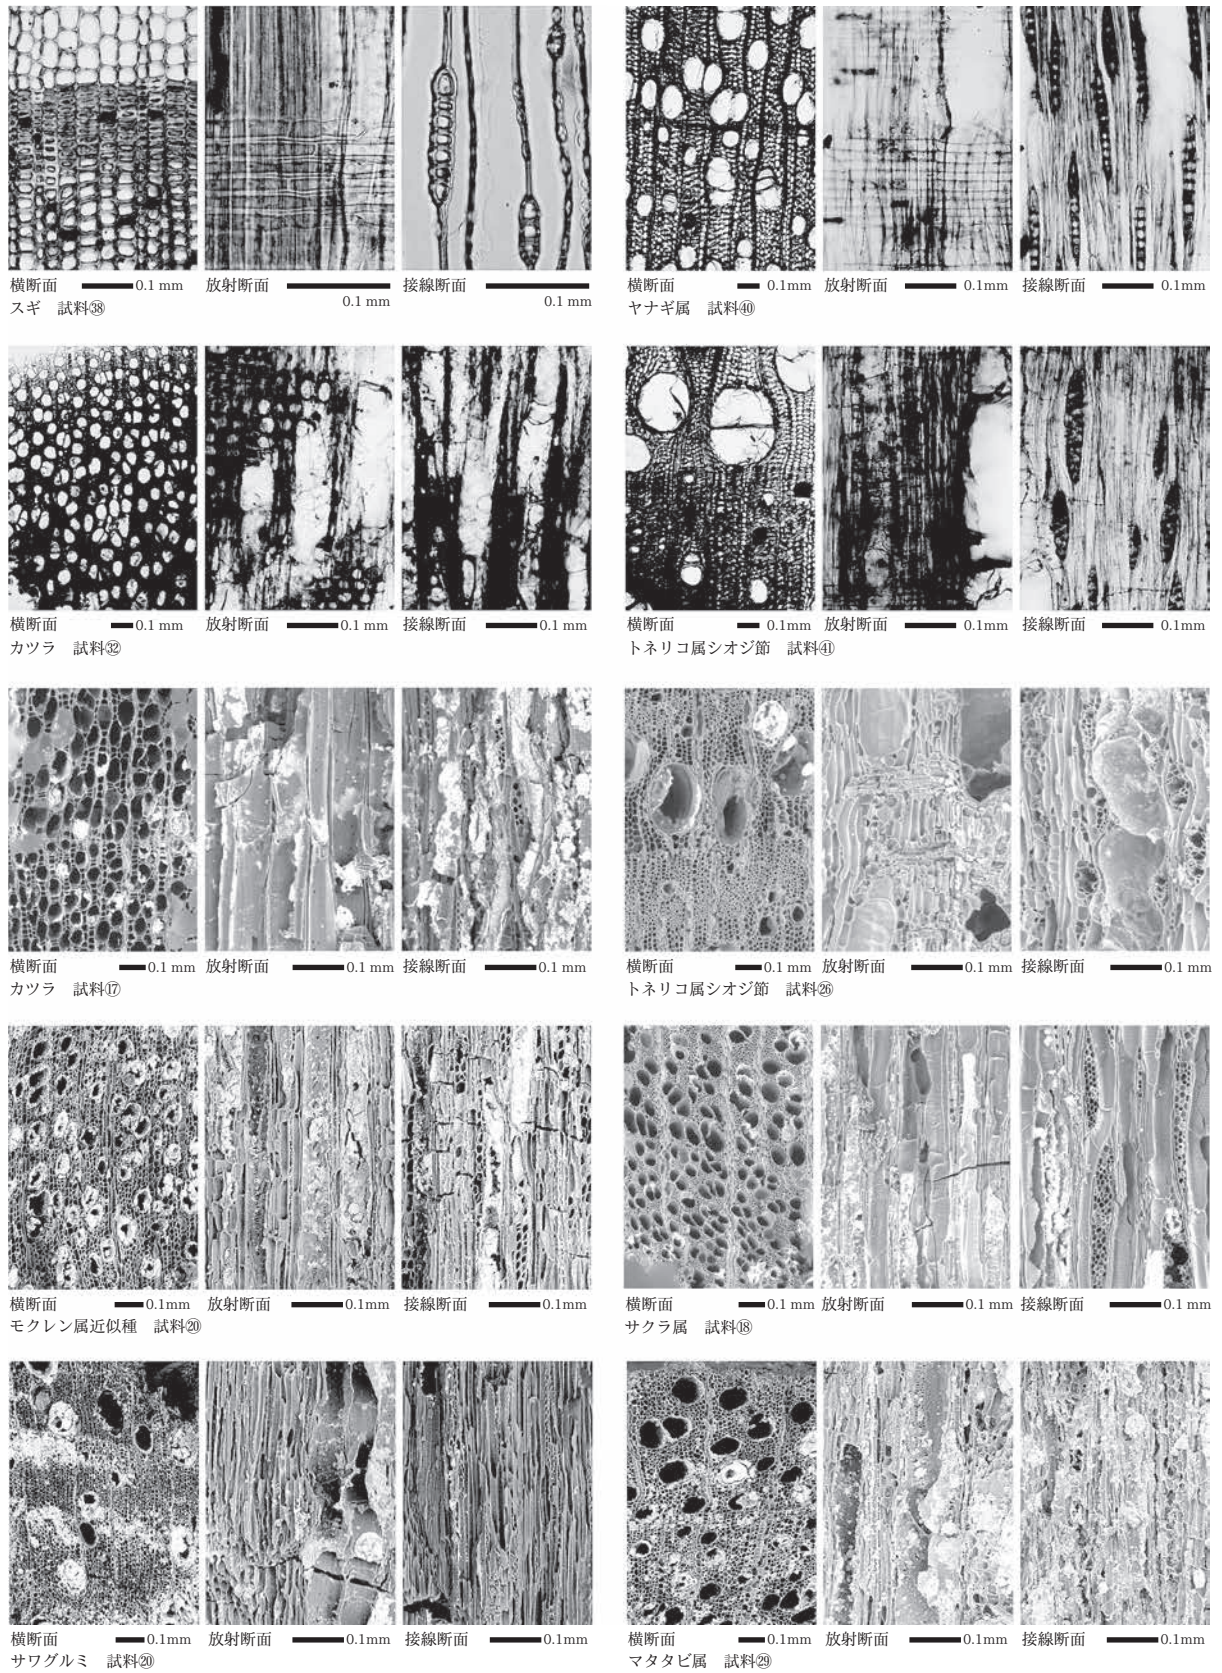 横断面 0.1 mm 放射断面 0.1 mm 接線断面 0.1 mm
スギ 試料㊳
横断面 0.1mm 放射断面 0.1mm 接線断面 0.1mm
ヤナギ属 試料㊵
横断面 0.1 mm 放射断面 0.1 mm 接線断面 0.1 mm
カツラ 試料㉜
横断面 0.1mm 放射断面 0.1mm 接線断面 0.1mm
トネリコ属シオジ節 試料㊶
横断面 0.1 mm 放射断面 0.1 mm 接線断面 0.1 mm
カツラ 試料⑰
横断面 0.1 mm 放射断面 0.1 mm 接線断面 0.1 mm
トネリコ属シオジ節 試料㉖
横断面 0.1mm 放射断面 0.1mm 接線断面 0.1mm
モクレン属近似種 試料⑳
横断面 0.1 mm 放射断面 0.1 mm 接線断面 0.1 mm
サクラ属 試料⑱
横断面 0.1mm 放射断面 0.1mm 接線断面 0.1mm
サワグルミ 試料⑳
横断面 0.1mm 放射断面 0.1mm 接線断面 0.1mm
マタタビ属 試料㉙